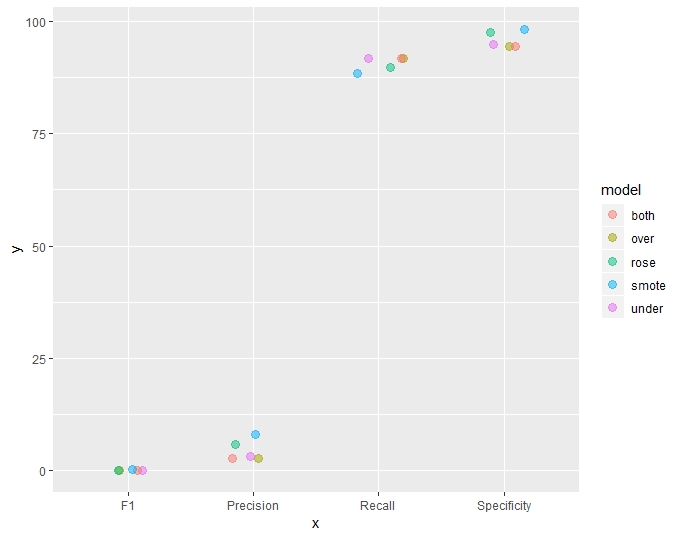 100
75
50
25
0
y
F1 Precision Recall Specificity
x
model
both
over
rose
smote
under